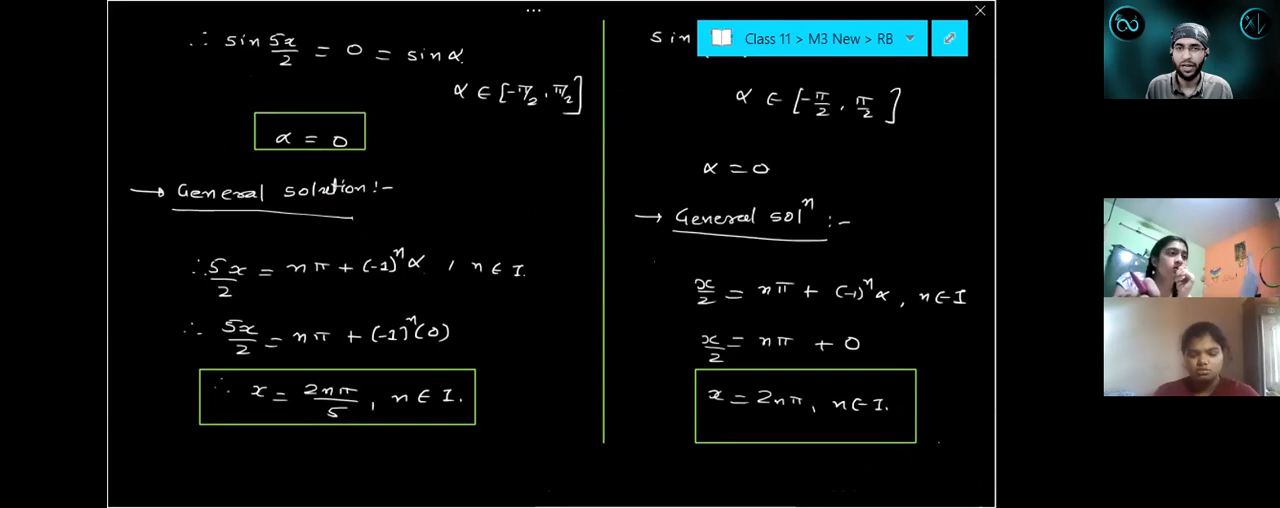 ∴ sin 5x/2 = 0 = sin α
α ∈ [-π/2, π/2]
α = 0
→ General solution:-
∴ 5x/2 = nπ + (-1)^n α, n ∈ I.
∴ 5x/2 = nπ + (-1)^n (0)
∴ x = 2nπ/5, n ∈ I.
sin
Class 11 > M3 New > RB
α ∈ [-π/2, π/2]
α = 0
→ General sol^n :-
x/2 = nπ + (-1)^n α, n ∈ I
x/2 = nπ + 0
x = 2nπ, n ∈ I.